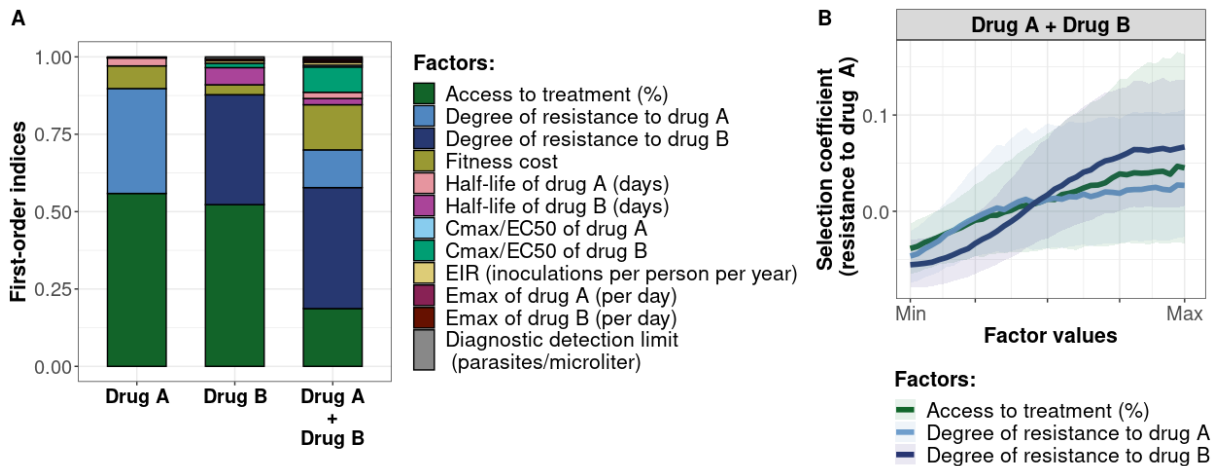 A
First-order indices
1.00
0.75
0.50
0.25
0.00
Drug A
Drug B
Drug A
+
Drug B
Factors:
Access to treatment (%)
Degree of resistance to drug A
Degree of resistance to drug B
Fitness cost
Half-life of drug A (days)
Half-life of drug B (days)
Cmax/EC50 of drug A
Cmax/EC50 of drug B
EIR (inoculations per person per year)
Emax of drug A (per day)
Emax of drug B (per day)
Diagnostic detection limit
(parasites/microliter)
B
Drug A + Drug B
Selection coefficient
(resistance to drug A)
0.1
0.0
Min
Max
Factor values
Factors:
Access to treatment (%)
Degree of resistance to drug A
Degree of resistance to drug B